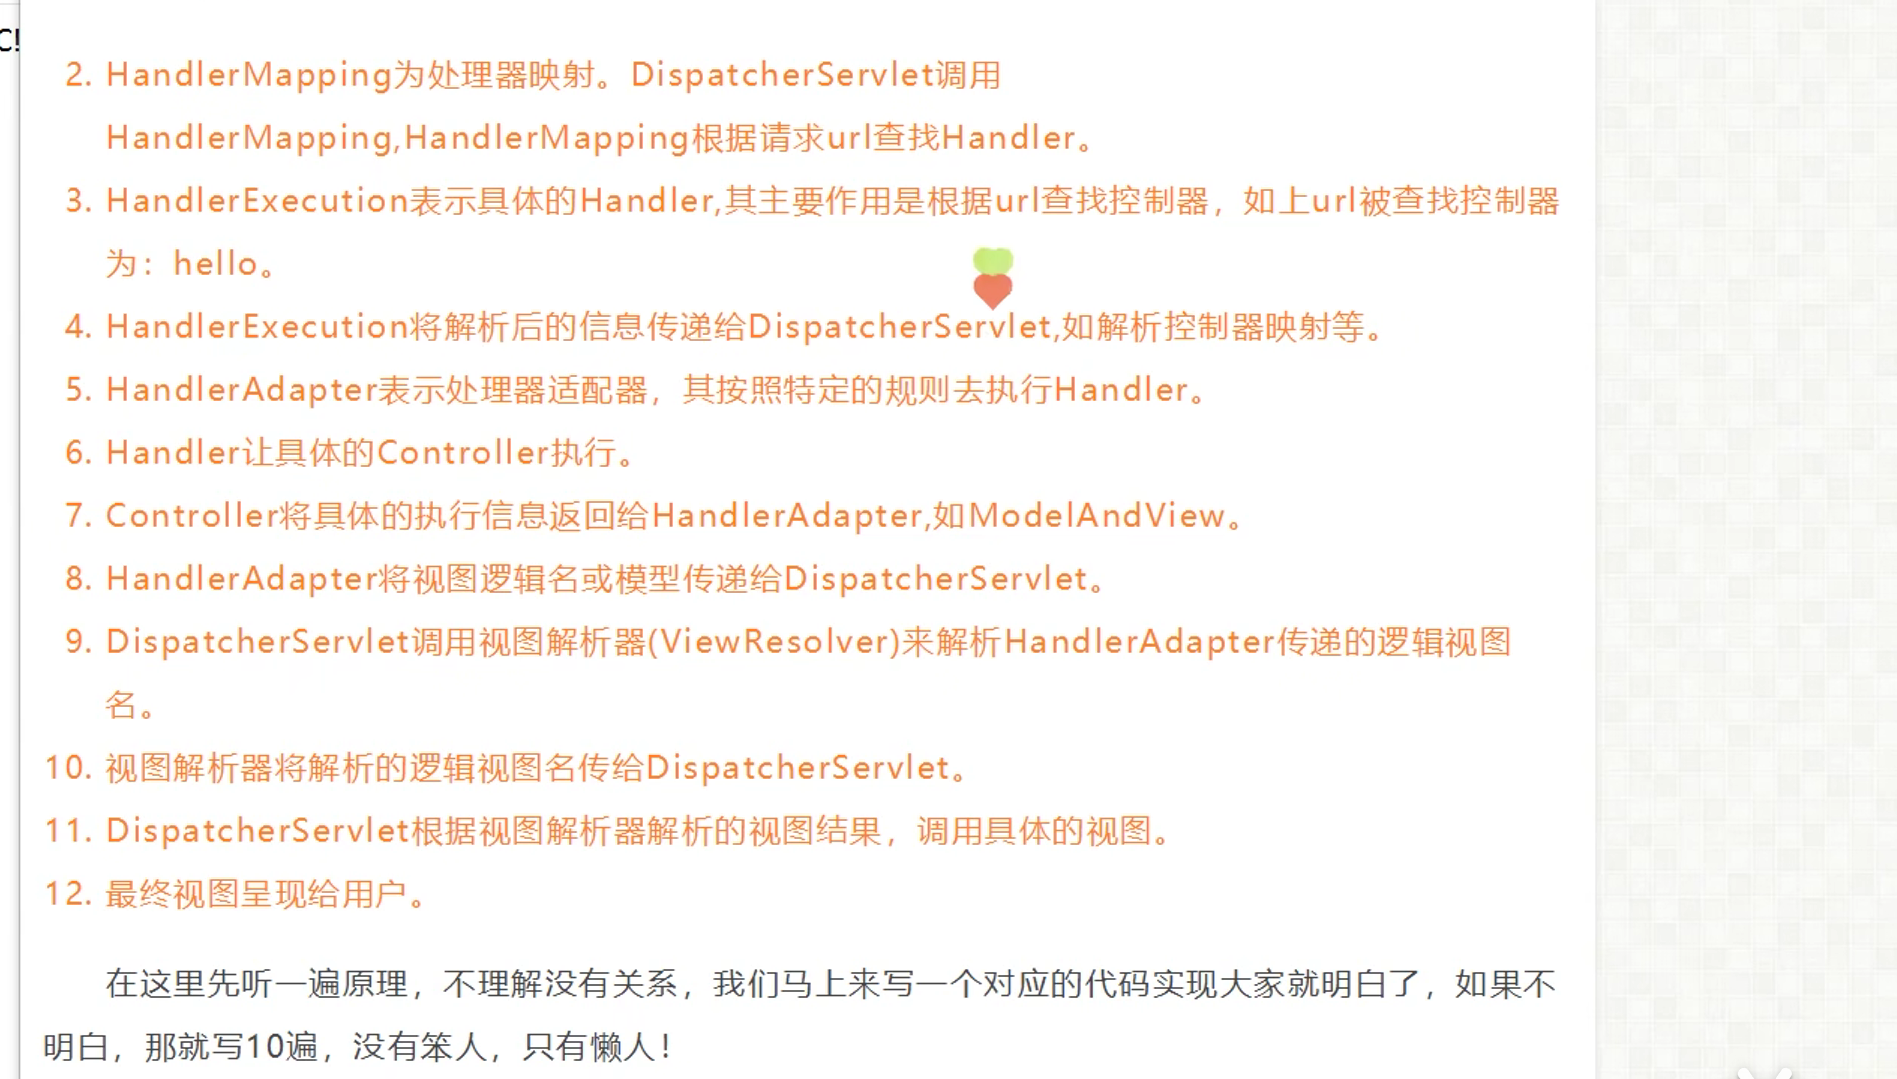 C!
2. HandlerMapping为处理器映射。DispatcherServlet调用
HandlerMapping,HandlerMapping根据请求url查找Handler。
3. HandlerExecution表示具体的Handler,其主要作用是根据url查找控制器，如上url被查找控制器
为：hello。
4. HandlerExecution将解析后的信息传递给DispatcherServlet,如解析控制器映射等。
5. HandlerAdapter表示处理器适配器，其按照特定的规则去执行Handler。
6. Handler让具体的Controller执行。
7. Controller将具体的执行信息返回给HandlerAdapter,如ModelAndView。
8. HandlerAdapter将视图逻辑名或模型传递给DispatcherServlet。
9. DispatcherServlet调用视图解析器(ViewResolver)来解析HandlerAdapter传递的逻辑视图
名。
10. 视图解析器将解析的逻辑视图名传给DispatcherServlet。
11. DispatcherServlet根据视图解析器解析的视图结果，调用具体的视图。
12. 最终视图呈现给用户。
在这里先听一遍原理，不理解没有关系，我们马上来写一个对应的代码实现大家就明白了，如果不
明白，那就写10遍，没有笨人，只有懒人！